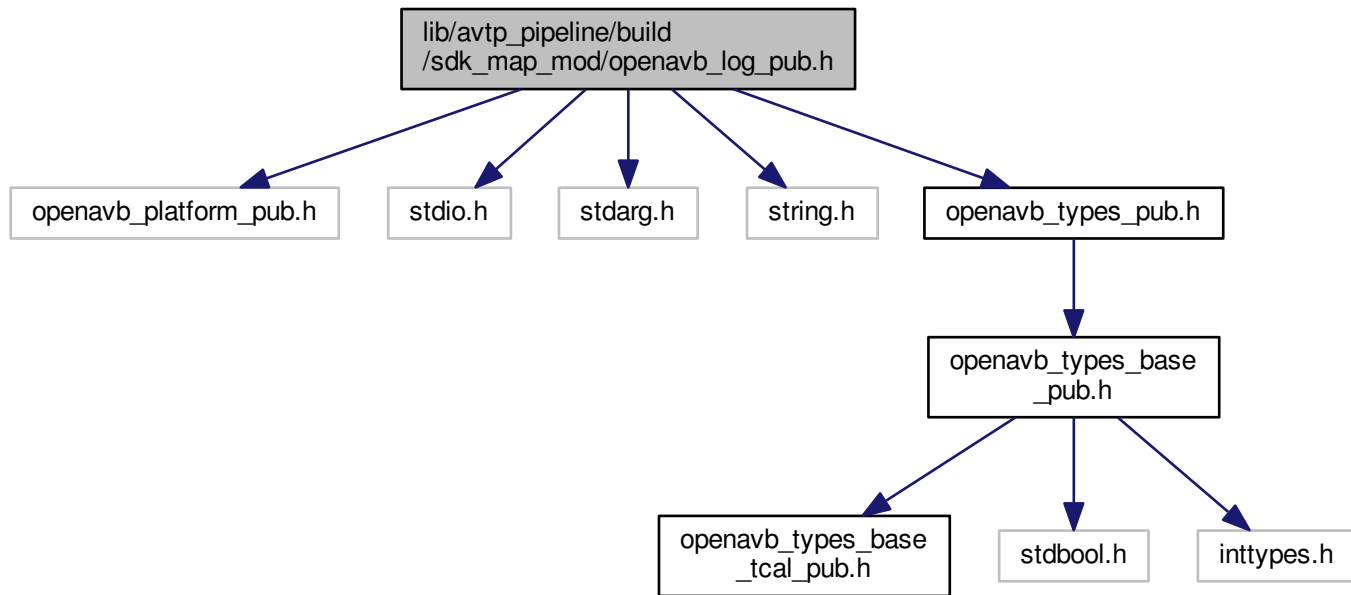 lib/avtp_pipeline/build
/sdk_map_mod/openavb_log_pub.h
openavb_platform_pub.h
stdio.h
stdarg.h
string.h
openavb_types_pub.h
openavb_types_base
_pub.h
openavb_types_base
_tcal_pub.h
stdbool.h
inttypes.h